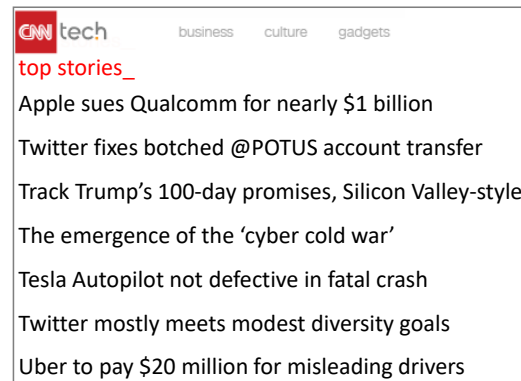 CNN tech business culture gadgets
top stories_
Apple sues Qualcomm for nearly $1 billion
Twitter fixes botched @POTUS account transfer
Track Trump’s 100-day promises, Silicon Valley-style
The emergence of the ‘cyber cold war’
Tesla Autopilot not defective in fatal crash
Twitter mostly meets modest diversity goals
Uber to pay $20 million for misleading drivers